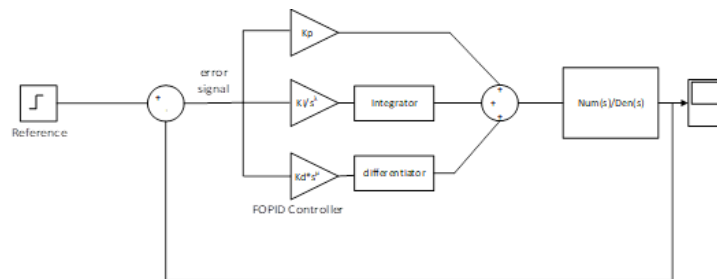 Kp
error
signal
+
-
Ki/s^λ
Integrator
+
+
+
Num(s)/Den(s)
Reference
Kd*s^μ
differentiator
FOPID Controller